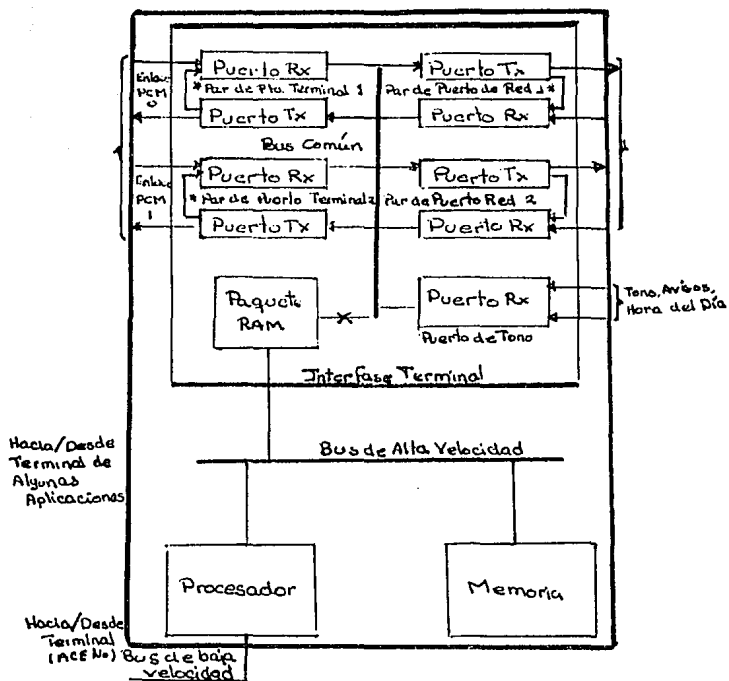 Enlace
PCM
0
Puerto Rx
Puerto Tx
* Par de Pto. Terminal 1
Par de Puerto de Red 1*
Puerto Tx
Puerto Rx
Bus Común
Enlace
PCM
1
Puerto Rx
Puerto Tx
* Par de Puerto Terminal 2
Par de Puerto Red 2
Puerto Tx
Puerto Rx
Paquete
RAM
Puerto Rx
Tono, Avisos,
Hora del Día
Puerto de Tono
Interfase Terminal
Hacia/Desde
Terminal de
Algunas
Aplicaciones
Bus de Alta Velocidad
Procesador
Memoria
Hacia/Desde
Terminal
(ACE No)
Bus de baja
velocidad